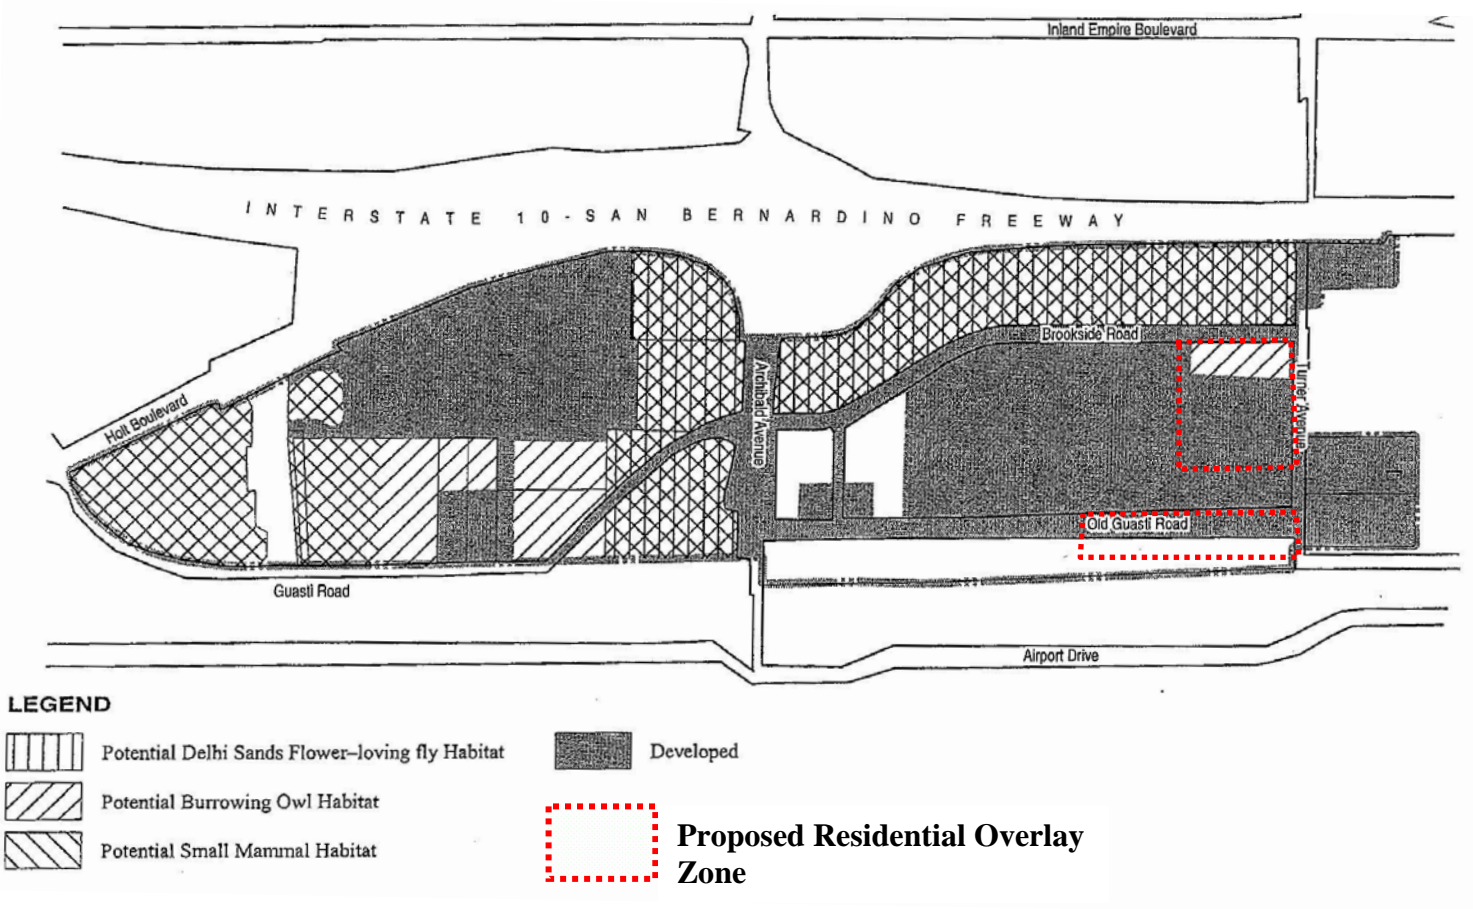 Inland Empire Boulevard
INTERSTATE 10-SAN BERNARDINO FREEWAY
Brookside Road
Archibald Avenue
Turner Avenue
Holt Boulevard
Old Guasti Road
Guasti Road
Airport Drive
LEGEND
Potential Delhi Sands Flower-loving fly Habitat
Developed
Potential Burrowing Owl Habitat
Potential Small Mammal Habitat
Proposed Residential Overlay
Zone